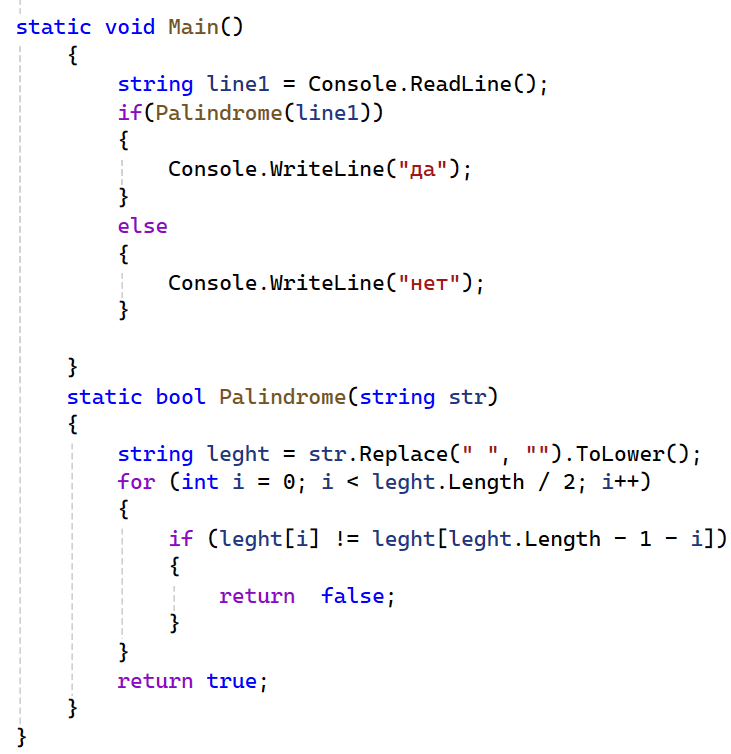 static void Main()
{
string line1 = Console.ReadLine();
if(Palindrome(line1))
{
Console.WriteLine("да");
}
else
{
Console.WriteLine("нет");
}
}
static bool Palindrome(string str)
{
string leght = str.Replace(" ", "").ToLower();
for (int i = 0; i < leght.Length / 2; i++)
{
if (leght[i] != leght[leght.Length - 1 - i])
{
return  false;
}
}
return true;
}
}